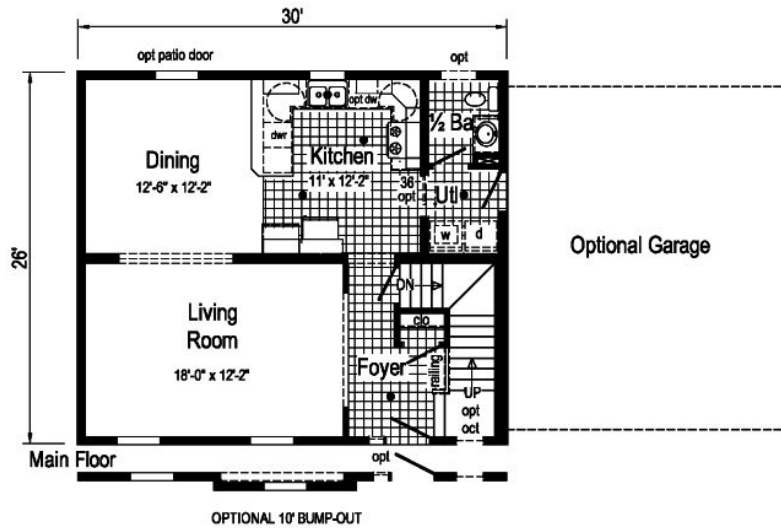 30'
opt patio door
opt
26'
opt dw
dwr
½ Ba
Dining
12'-6" x 12'-2"
Kitchen
11' x 12'-2"
36
opt
Utl
w
d
Optional Garage
DN
Living
Room
18'-0" x 12'-2"
clo
Foyer
railing
UP
opt
oct
Main Floor
opt
OPTIONAL 10' BUMP-OUT